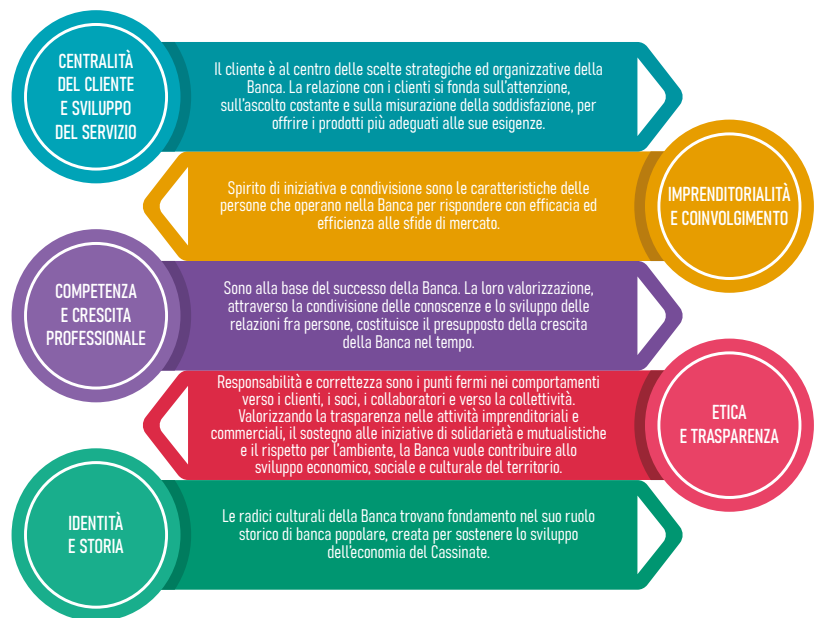 CENTRALITÀ
DEL CLIENTE
E SVILUPPO
DEL SERVIZIO
Il cliente è al centro delle scelte strategiche ed organizzative della
Banca. La relazione con i clienti si fonda sull'attenzione,
sull'ascolto costante e sulla misurazione della soddisfazione, per
offrire i prodotti più adeguati alle sue esigenze.
IMPRENDITORIALITÀ
E COINVOLGIMENTO
Spirito di iniziativa e condivisione sono le caratteristiche delle
persone che operano nella Banca per rispondere con efficacia ed
efficienza alle sfide di mercato.
COMPETENZA
E CRESCITA
PROFESSIONALE
Sono alla base del successo della Banca. La loro valorizzazione,
attraverso la condivisione delle conoscenze e lo sviluppo delle
relazioni fra persone, costituisce il presupposto della crescita
della Banca nel tempo.
ETICA
E TRASPARENZA
Responsabilità e correttezza sono i punti fermi nei comportamenti
verso i clienti, i soci, i collaboratori e verso la collettività.
Valorizzando la trasparenza nelle attività imprenditoriali e
commerciali, il sostegno alle iniziative di solidarietà e mutualistiche
e il rispetto per l'ambiente, la Banca vuole contribuire allo
sviluppo economico, sociale e culturale del territorio.
IDENTITÀ
E STORIA
Le radici culturali della Banca trovano fondamento nel suo ruolo
storico di banca popolare, creata per sostenere lo sviluppo
dell'economia del Cassinate.